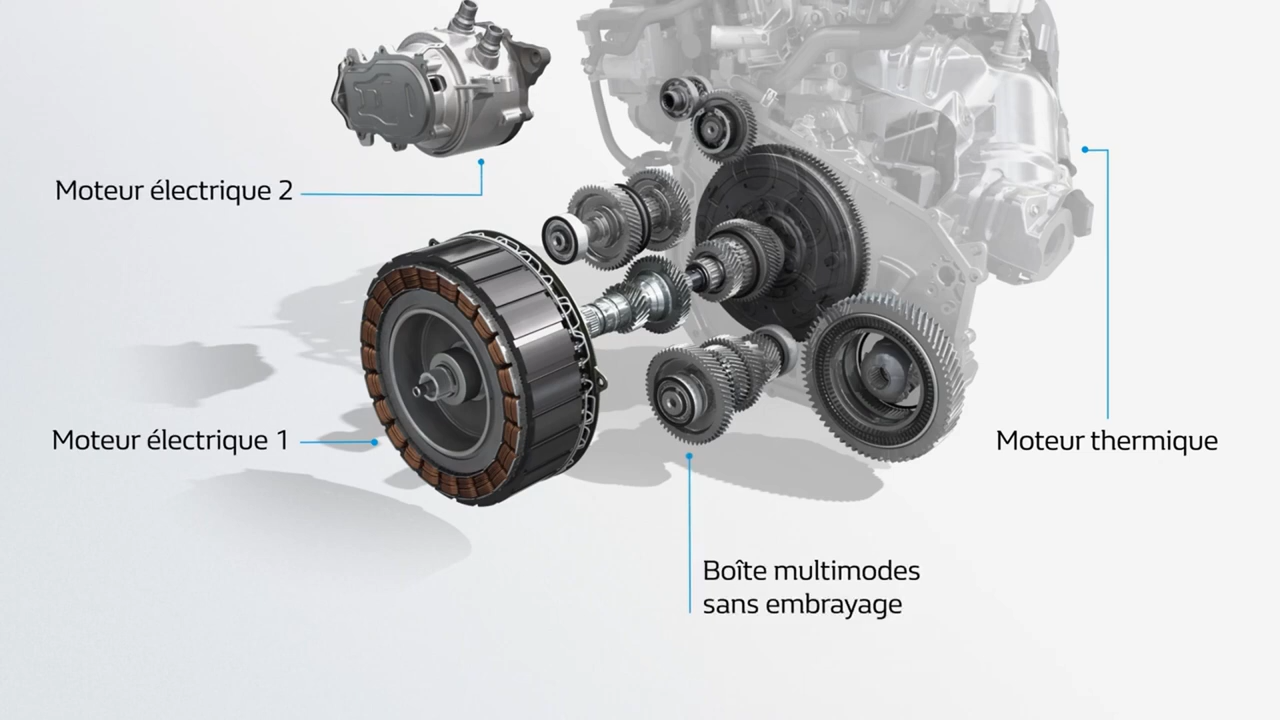 Moteur électrique 2
Moteur électrique 1
Moteur thermique
Boîte multimodes
sans embrayage